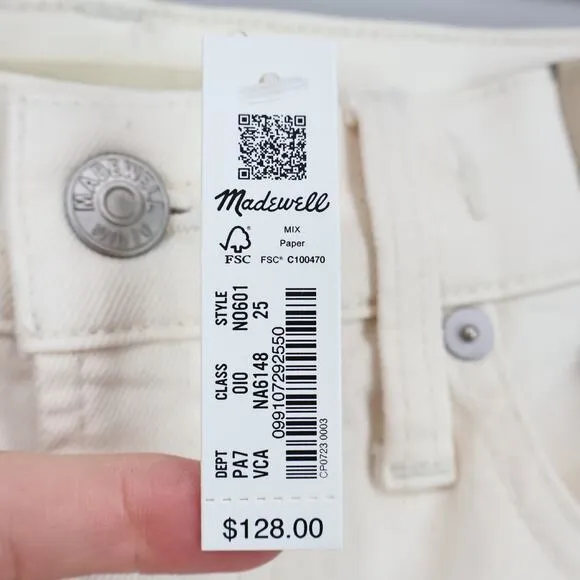 Madewell
MIX
Paper
FSC
FSC® C100470
DEPT CLASS STYLE
PA7 010 N0601
VCA NA6148 25
099107292550
CP0723 0003
$128.00
MADEWELL